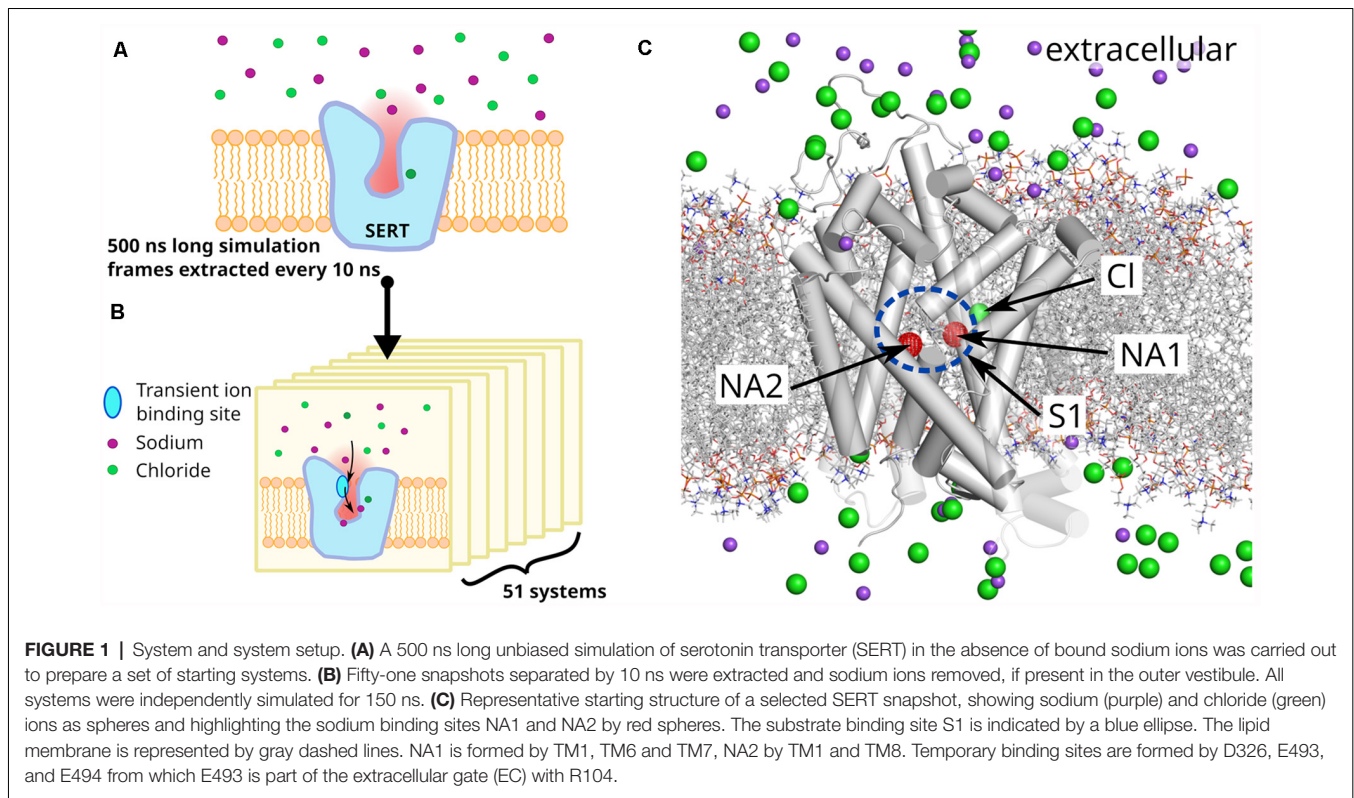 A
SERT
500 ns long simulation
frames extracted every 10 ns
B
Transient ion
binding site
Sodium
Chloride
51 systems
C
extracellular
Cl
NA1
NA2
S1
FIGURE 1 | System and system setup. (A) A 500 ns long unbiased simulation of serotonin transporter (SERT) in the absence of bound sodium ions was carried out
to prepare a set of starting systems. (B) Fifty-one snapshots separated by 10 ns were extracted and sodium ions removed, if present in the outer vestibule. All
systems were independently simulated for 150 ns. (C) Representative starting structure of a selected SERT snapshot, showing sodium (purple) and chloride (green)
ions as spheres and highlighting the sodium binding sites NA1 and NA2 by red spheres. The substrate binding site S1 is indicated by a blue ellipse. The lipid
membrane is represented by gray dashed lines. NA1 is formed by TM1, TM6 and TM7, NA2 by TM1 and TM8. Temporary binding sites are formed by D326, E493,
and E494 from which E493 is part of the extracellular gate (EC) with R104.